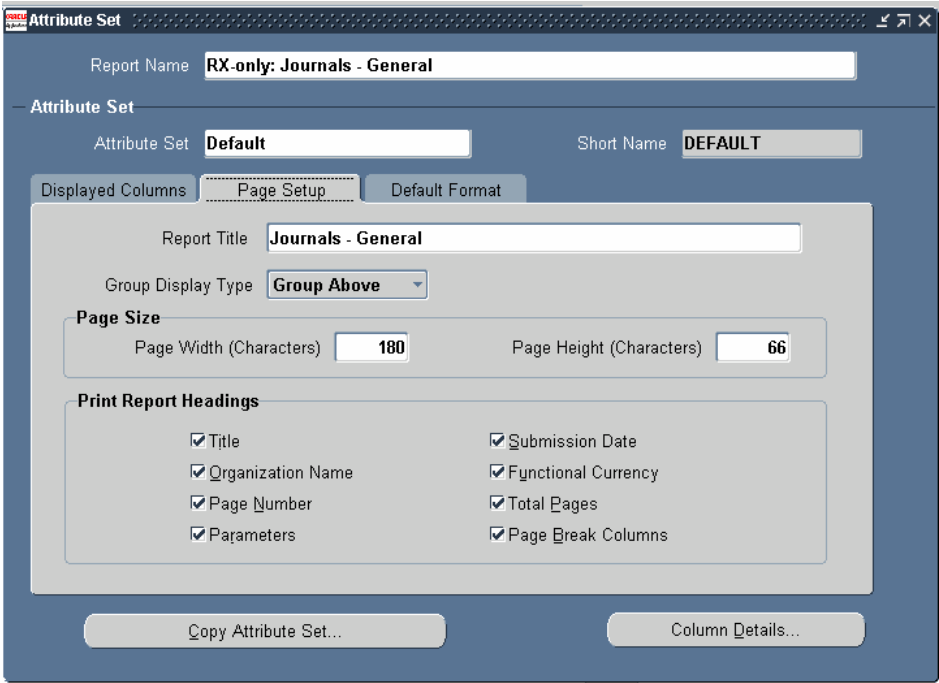 ORACLE
Attribute Set
Report Name RX-only: Journals - General
Attribute Set
Attribute Set Default Short Name DEFAULT
Displayed Columns Page Setup Default Format
Report Title Journals - General
Group Display Type Group Above
Page Size
Page Width (Characters) 180 Page Height (Characters) 66
Print Report Headings
Title Submission Date
Organization Name Functional Currency
Page Number Total Pages
Parameters Page Break Columns
Copy Attribute Set... Column Details...